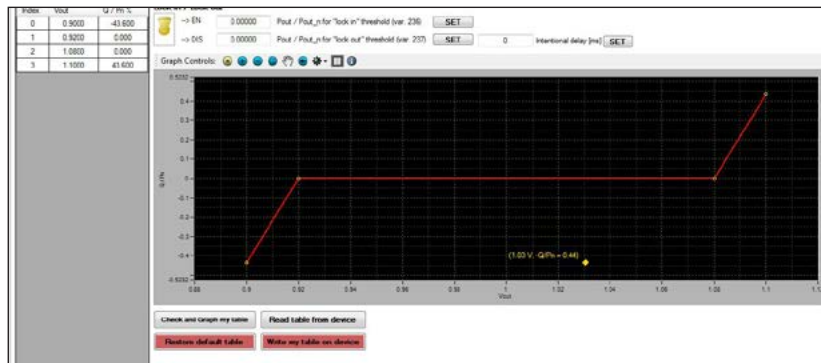 Lock In / Lock Out
Index Vout Q / Pn %
0 0.9000 -43.600
1 0.9200 0.000
2 1.0800 0.000
3 1.1000 43.600
--> EN 0.00000 Pout / Pout_n for "lock in" threshold (var. 236) SET
--> DIS 0.00000 Pout / Pout_n for "lock out" threshold (var. 237) SET 0 Intentional delay [ms] SET
Graph Controls:
0.5232
0.4
0.3
0.2
0.1
0
-0.1
-0.2
-0.3
-0.4
-0.5232
Q / Pn
(1.03 V, -Q/Pn = 0.44)
0.88 0.9 0.92 0.94 0.96 0.98 1 1.02 1.04 1.06 1.08 1.1 1.12
Vout
Check and Graph my table Read table from device
Restore default table Write my table on device